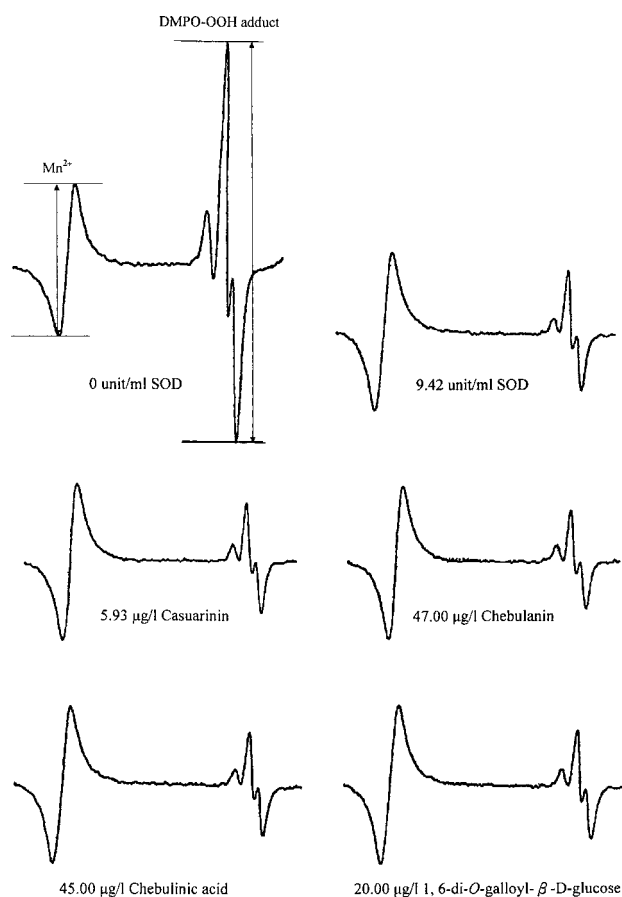 DMPO-OOH adduct
Mn²⁺
0 unit/ml SOD
9.42 unit/ml SOD
5.93 μg/l Casuarinin
47.00 μg/l Chebulanin
45.00 μg/l Chebulinic acid
20.00 μg/l 1, 6-di-O-galloyl- β -D-glucose